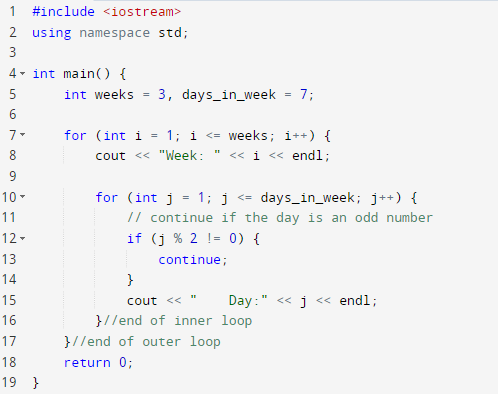 1 #include <iostream>
2 using namespace std;
3
4 int main() {
5     int weeks = 3, days_in_week = 7;
6
7     for (int i = 1; i <= weeks; i++) {
8         cout << "Week: " << i << endl;
9
10         for (int j = 1; j <= days_in_week; j++) {
11             // continue if the day is an odd number
12             if (j % 2 != 0) {
13                 continue;
14             }
15             cout << "    Day:" << j << endl;
16         }//end of inner loop
17     }//end of outer loop
18     return 0;
19 }